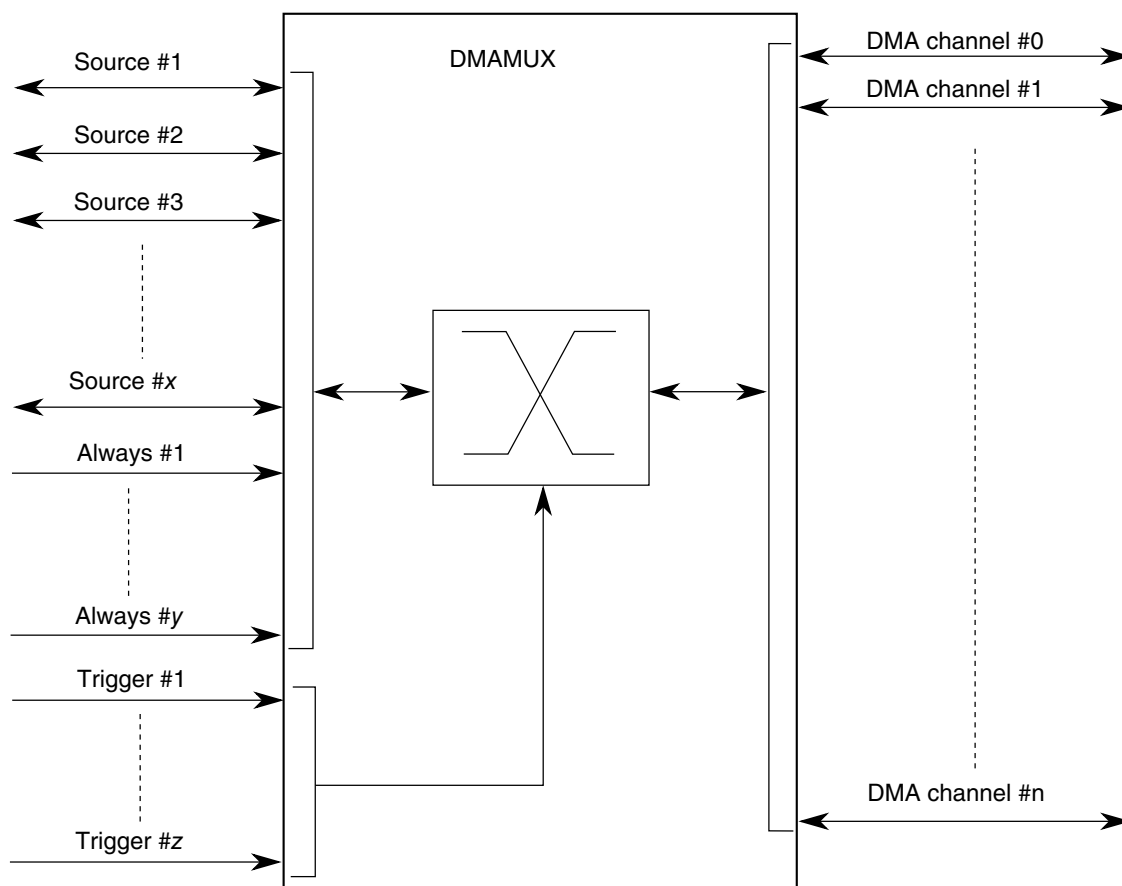 DMAMUX
Source #1
Source #2
Source #3
Source #x
Always #1
Always #y
Trigger #1
Trigger #z
DMA channel #0
DMA channel #1
DMA channel #n